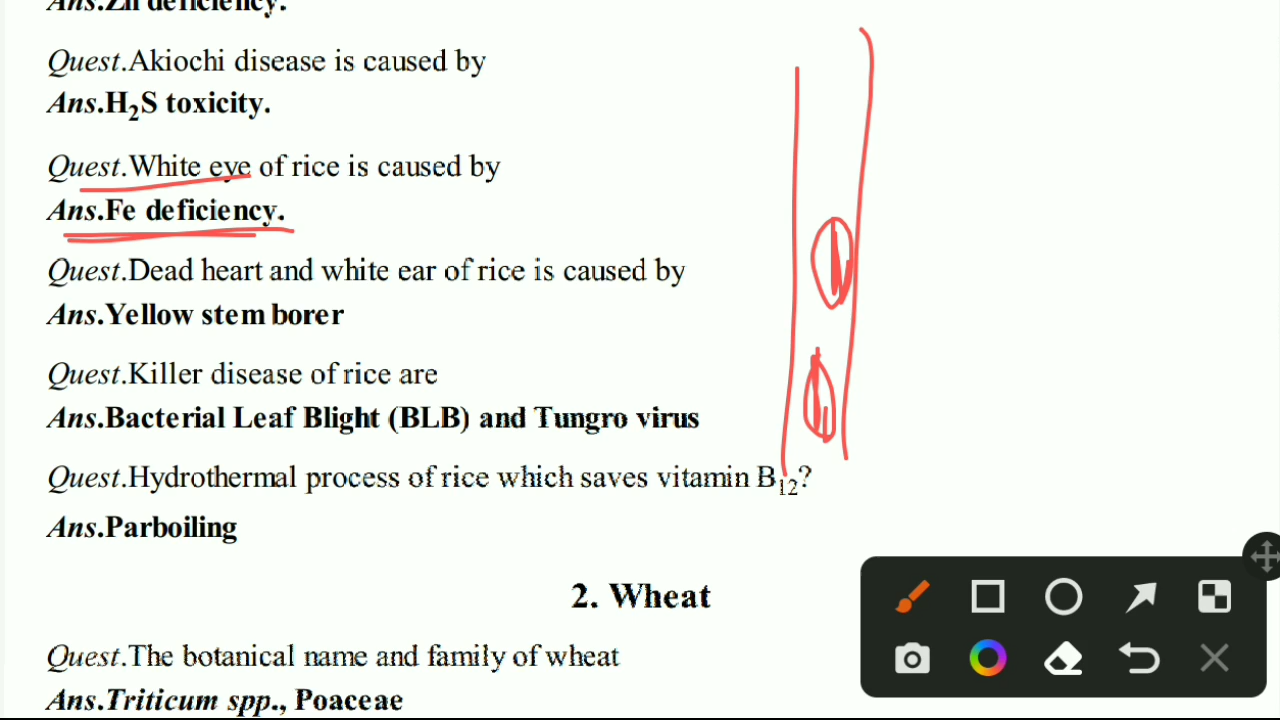 Ans.Zn deficiency.
Quest.Akiochi disease is caused by
Ans.H₂S toxicity.
Quest.White eye of rice is caused by
Ans.Fe deficiency.
Quest.Dead heart and white ear of rice is caused by
Ans.Yellow stem borer
Quest.Killer disease of rice are
Ans.Bacterial Leaf Blight (BLB) and Tungro virus
Quest.Hydrothermal process of rice which saves vitamin B₁₂?
Ans.Parboiling
2. Wheat
Quest.The botanical name and family of wheat
Ans.Triticum spp., Poaceae